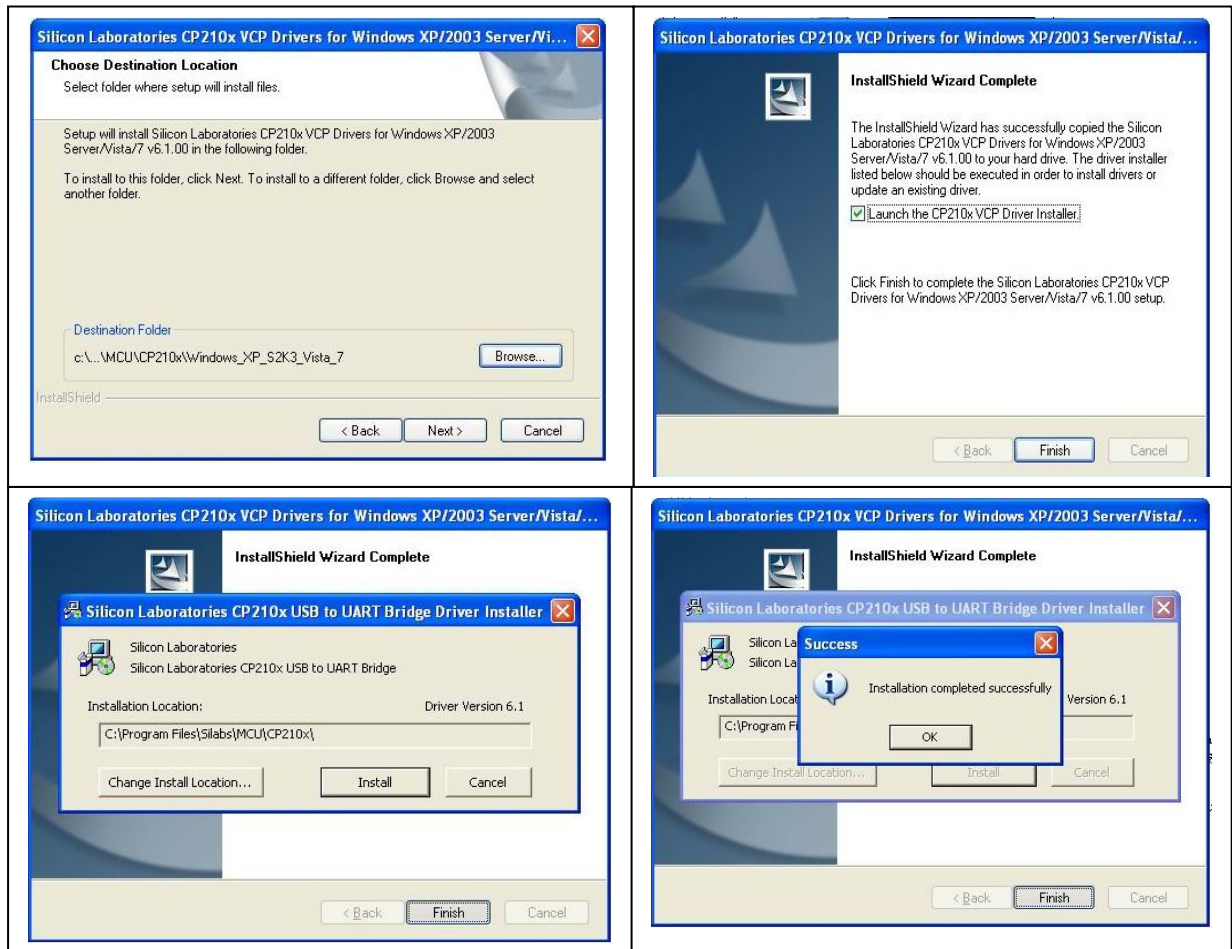 Silicon Laboratories CP210x VCP Drivers for Windows XP/2003 Server/Vi...
Choose Destination Location
Select folder where setup will install files.
Setup will install Silicon Laboratories CP210x VCP Drivers for Windows XP/2003
Server/Vista/7 v6.1.00 in the following folder.
To install to this folder, click Next. To install to a different folder, click Browse and select
another folder.
Destination Folder
c:\...\MCU\CP210x\Windows_XP_S2K3_Vista_7
Browse...
InstallShield
< Back
Next >
Cancel
Silicon Laboratories CP210x VCP Drivers for Windows XP/2003 Server/Vista/...
InstallShield Wizard Complete
The InstallShield Wizard has successfully copied the Silicon
Laboratories CP210x VCP Drivers for Windows XP/2003
Server/Vista/7 v6.1.00 to your hard drive. The driver installer
listed below should be executed in order to install drivers or
update an existing driver.
Launch the CP210x VCP Driver Installer.
Click Finish to complete the Silicon Laboratories CP210x VCP
Drivers for Windows XP/2003 Server/Vista/7 v6.1.00 setup.
< Back
Finish
Cancel
Silicon Laboratories CP210x VCP Drivers for Windows XP/2003 Server/Vista/...
InstallShield Wizard Complete
Silicon Laboratories CP210x USB to UART Bridge Driver Installer
Silicon Laboratories
Silicon Laboratories CP210x USB to UART Bridge
Installation Location:
Driver Version 6.1
C:\Program Files\Silabs\MCU\CP210x\
Change Install Location...
Install
Cancel
< Back
Finish
Cancel
Silicon Laboratories CP210x VCP Drivers for Windows XP/2003 Server/Vista/...
InstallShield Wizard Complete
Silicon Laboratories CP210x USB to UART Bridge Driver Installer
Silicon La
Silicon La
Success
Installation completed successfully
OK
Installation Locat
Version 6.1
C:\Program Fi
Change Install Location...
Install
Cancel
< Back
Finish
Cancel